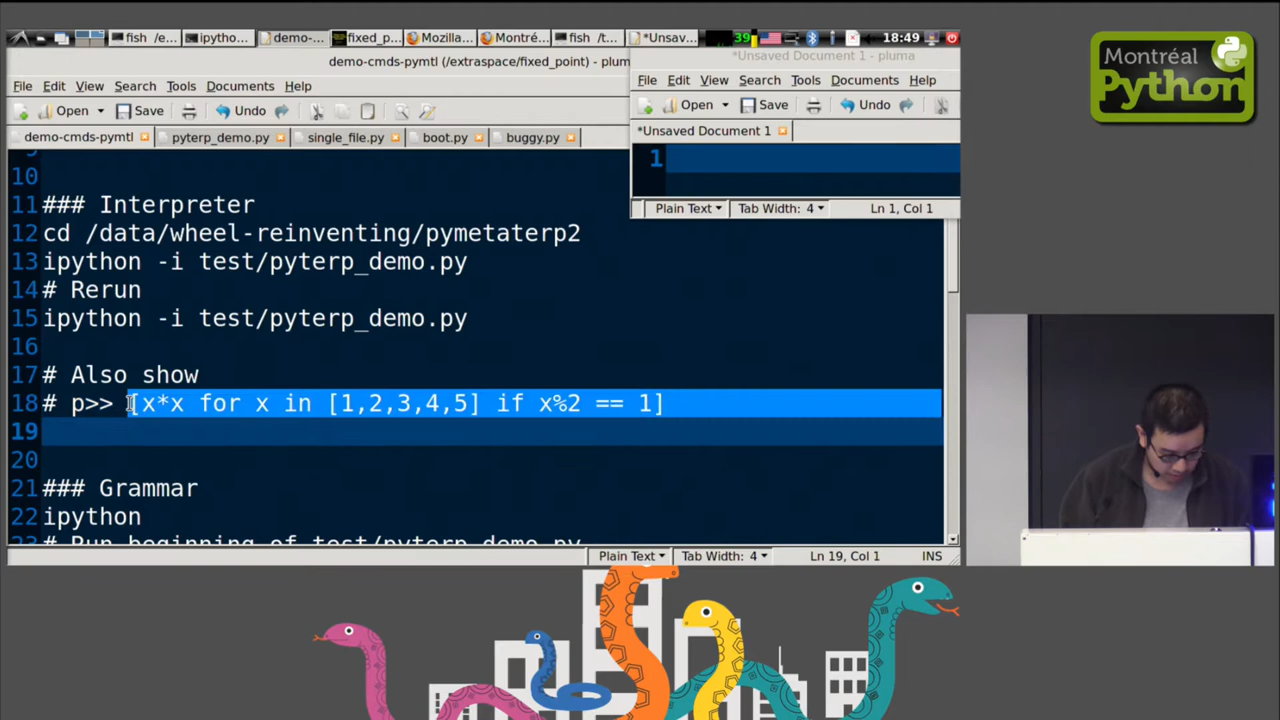 fish /e...
ipytho...
demo-...
fixed_p...
Mozilla...
Montré...
fish /t...
*Unsav...
39
18:49
demo-cmds-pymtl (/extraspace/fixed_point) - plum
*Unsaved Document 1 - pluma
File Edit View Search Tools Documents Help
File Edit View Search Tools Documents Help
Open Save Undo
Open Save Undo
demo-cmds-pymtl pyterp_demo.py single_file.py boot.py buggy.py
*Unsaved Document 1
1
Plain Text Tab Width: 4 Ln 1, Col 1
10
11 ### Interpreter
12 cd /data/wheel-reinventing/pymetaterp2
13 ipython -i test/pyterp_demo.py
14 # Rerun
15 ipython -i test/pyterp_demo.py
16
17 # Also show
18 # p>> [x*x for x in [1,2,3,4,5] if x%2 == 1]
19
20
21 ### Grammar
22 ipython
23 # Run beginning of test/pyterp_demo.py
Plain Text Tab Width: 4 Ln 19, Col 1 INS
Montréal
Python